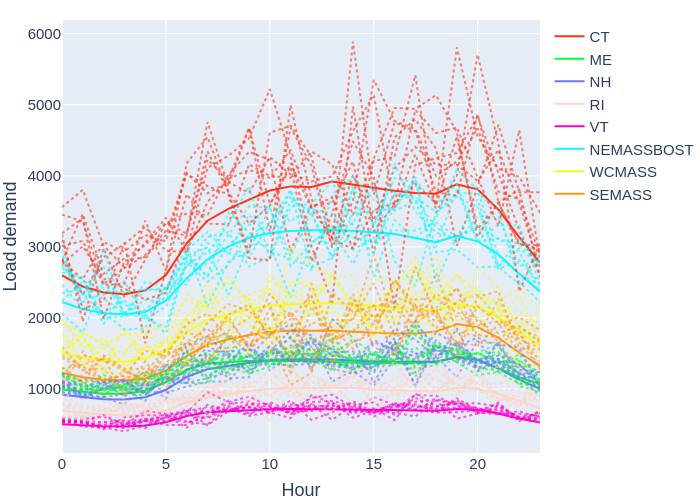 6000
5000
4000
3000
2000
1000
0
5
10
15
20
Hour
Load demand
CT
ME
NH
RI
VT
NEMASSBOST
WCMASS
SEMASS